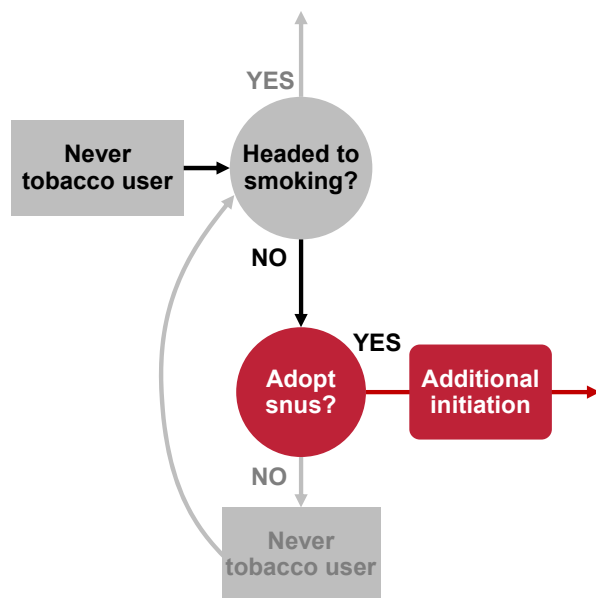 YES
Never
tobacco user
Headed to
smoking?
NO
YES
Adopt
snus?
Additional
initiation
NO
Never
tobacco user